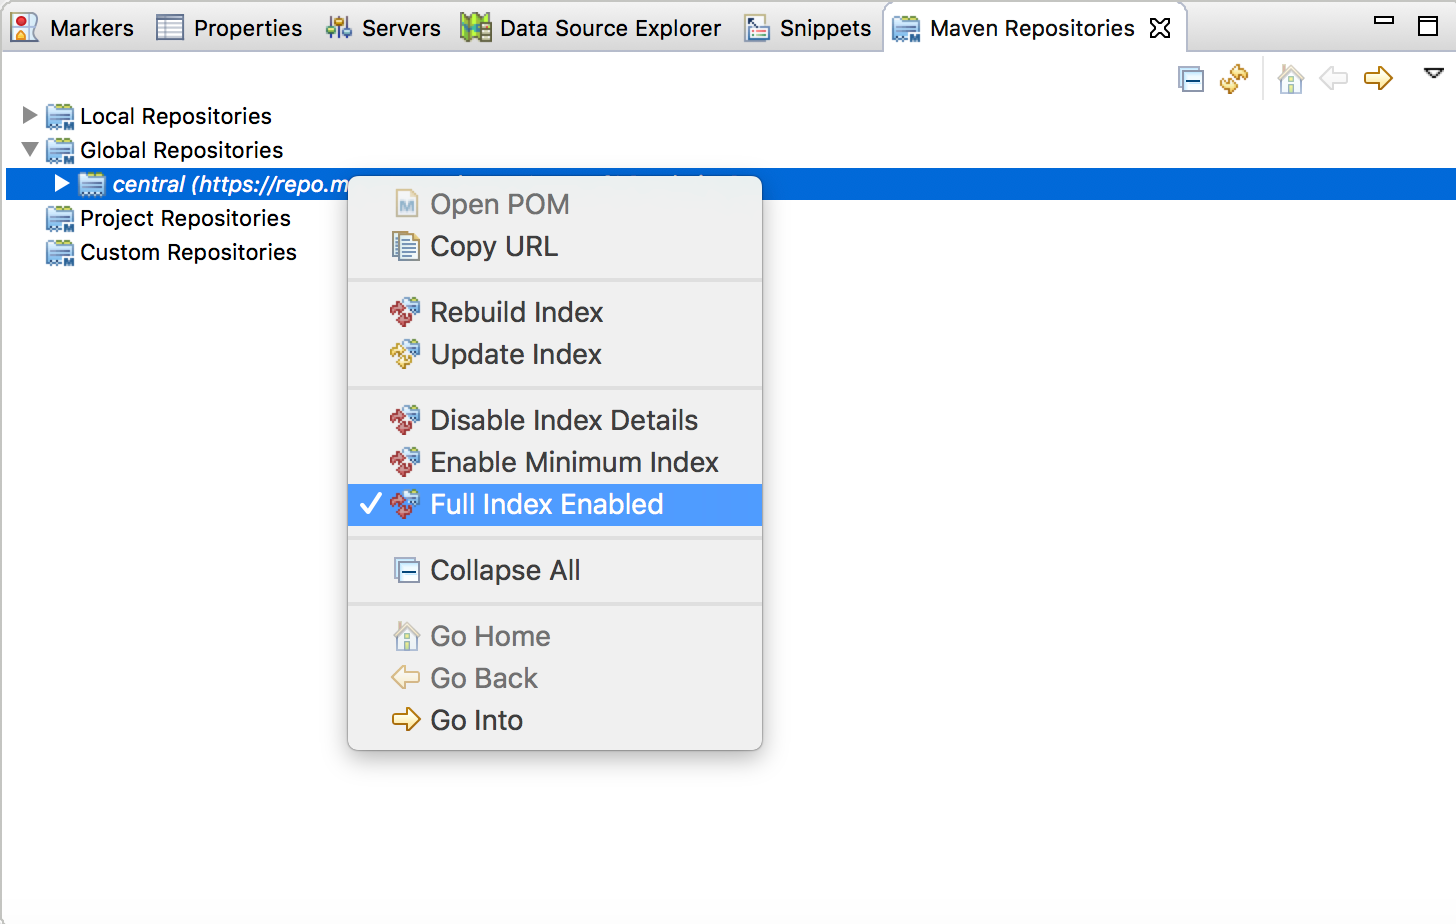 Markers Properties Servers Data Source Explorer Snippets Maven Repositories
Local Repositories
Global Repositories
central (https://repo.m
Project Repositories
Custom Repositories
Open POM
Copy URL
Rebuild Index
Update Index
Disable Index Details
Enable Minimum Index
Full Index Enabled
Collapse All
Go Home
Go Back
Go Into